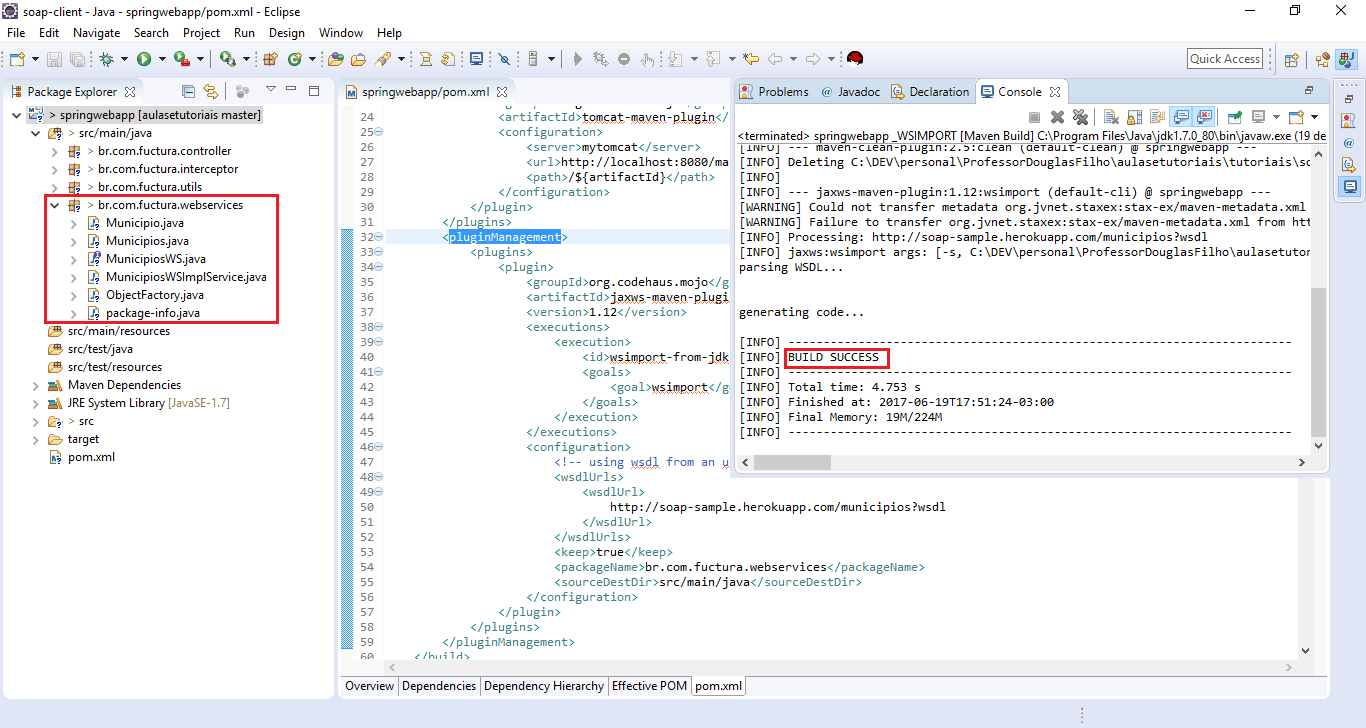 soap-client - Java - springwebapp/pom.xml - Eclipse
File Edit Navigate Search Project Run Design Window Help
Quick Access
Package Explorer
> springwebapp [aulasetutoriais master]
> src/main/java
> br.com.fuctura.controller
> br.com.fuctura.interceptor
> br.com.fuctura.utils
> br.com.fuctura.webservices
Municipio.java
Municipios.java
MunicipiosWS.java
MunicipiosWSImplService.java
ObjectFactory.java
package-info.java
src/main/resources
src/test/java
src/test/resources
Maven Dependencies
JRE System Library [JavaSE-1.7]
> src
target
pom.xml
springwebapp/pom.xml
24 <artifactId>tomcat-maven-plugin</
25 <configuration>
26 <server>mytomcat</server>
27 <url>http://localhost:8080/ma
28 <path>/${artifactId}</path>
29 </configuration>
30 </plugin>
31 </plugins>
32 <pluginManagement>
33 <plugins>
34 <plugin>
35 <groupId>org.codehaus.mojo</g
36 <artifactId>jaxws-maven-plugi
37 <version>1.12</version>
38 <executions>
39 <execution>
40 <id>wsimport-from-jdk
41 <goals>
42 <goal>wsimport</g
43 </goals>
44 </execution>
45 </executions>
46 <configuration>
47 <!-- using wsdl from an u
48 <wsdlUrls>
49 <wsdlUrl>
50 http://soap-sample.herokuapp.com/municipios?wsdl
51 </wsdlUrl>
52 </wsdlUrls>
53 <keep>true</keep>
54 <packageName>br.com.fuctura.webservices</packageName>
55 <sourceDestDir>src/main/java</sourceDestDir>
56 </configuration>
57 </plugin>
58 </plugins>
59 </pluginManagement>
60 </build>
Overview Dependencies Dependency Hierarchy Effective POM pom.xml
Problems @ Javadoc Declaration Console
<terminated> springwebapp _WSIMPORT [Maven Build] C:\Program Files\Java\jdk1.7.0_80\bin\javaw.exe (19 de
[INFO] --- maven-clean-plugin:2.5:clean (default-clean) @ springwebapp ---
[INFO] Deleting C:\DEV\personal\ProfessorDouglasFilho\aulasetutoriais\tutoriais\so
[INFO]
[INFO] --- jaxws-maven-plugin:1.12:wsimport (default-cli) @ springwebapp ---
[WARNING] Could not transfer metadata org.jvnet.staxex:stax-ex/maven-metadata.xml
[WARNING] Failure to transfer org.jvnet.staxex:stax-ex/maven-metadata.xml from htt
[INFO] Processing: http://soap-sample.herokuapp.com/municipios?wsdl
[INFO] jaxws:wsimport args: [-s, C:\DEV\personal\ProfessorDouglasFilho\aulasetutor
parsing WSDL...
generating code...
[INFO] ------------------------------------------------------------------------
[INFO] BUILD SUCCESS
[INFO] ------------------------------------------------------------------------
[INFO] Total time: 4.753 s
[INFO] Finished at: 2017-06-19T17:51:24-03:00
[INFO] Final Memory: 19M/224M
[INFO] ------------------------------------------------------------------------